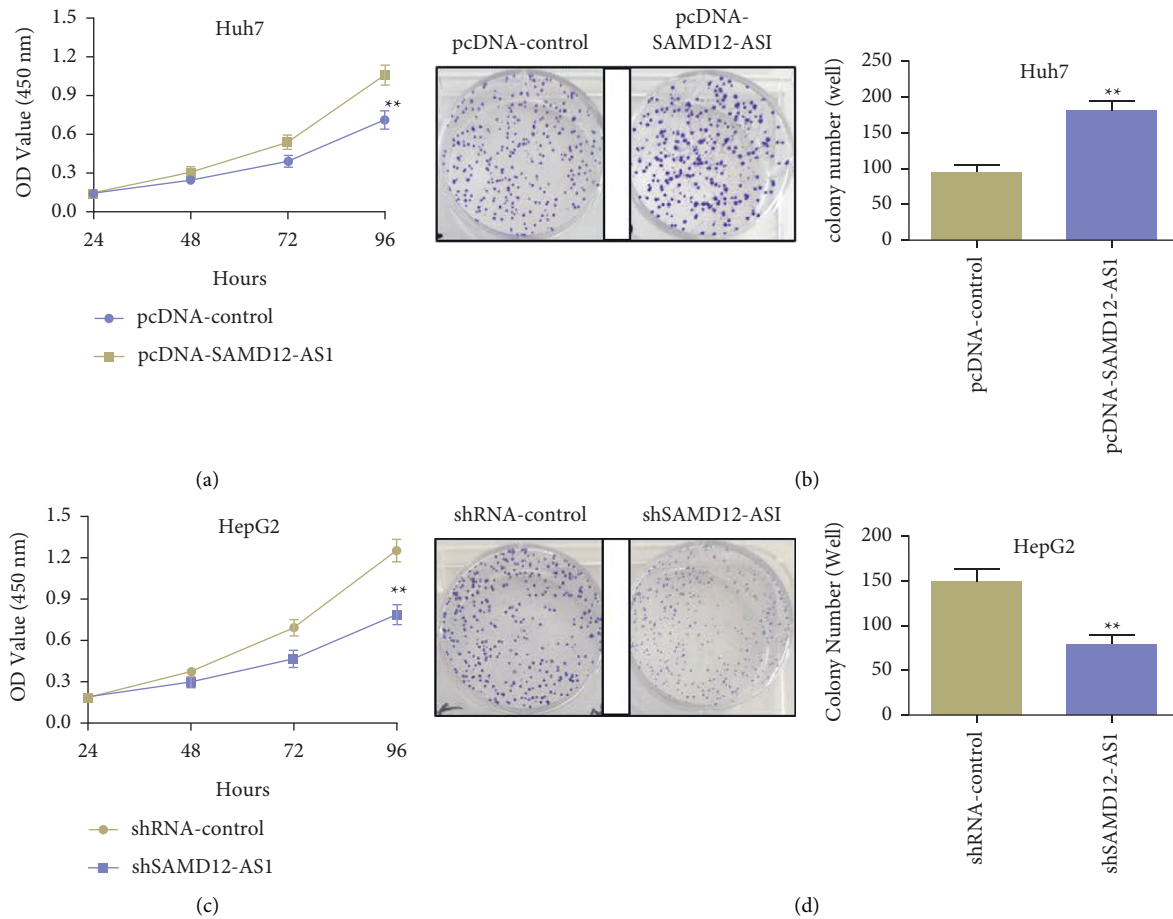 Huh7
OD Value (450 nm)
1.5
1.2
0.9
0.6
0.3
0.0
**
24 48 72 96
Hours
pcDNA-control
pcDNA-SAMD12-AS1
(a)
pcDNA-control
pcDNA-
SAMD12-ASI
colony number (well)
250
200
150
100
50
0
Huh7
**
pcDNA-control
pcDNA-SAMD12-AS1
(b)
HepG2
OD Value (450 nm)
1.5
1.2
0.9
0.6
0.3
0.0
**
24 48 72 96
Hours
shRNA-control
shSAMD12-AS1
(c)
shRNA-control
shSAMD12-ASI
Colony Number (Well)
200
150
100
50
0
HepG2
**
shRNA-control
shSAMD12-AS1
(d)